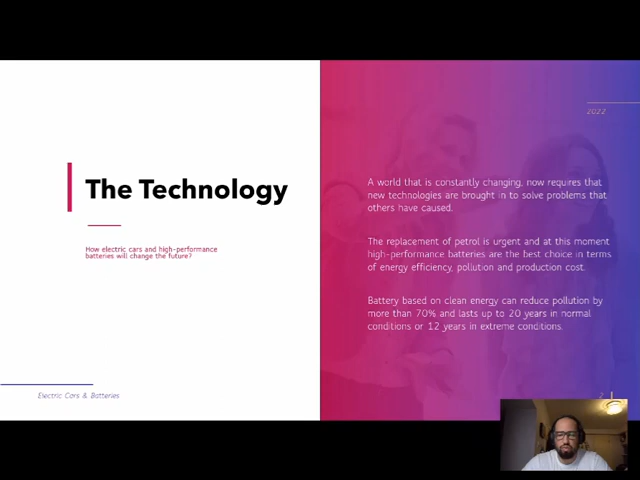 The Technology
How electric cars and high-performance
batteries will change the future?
Electric Cars & Batteries
2022
A world that is constantly changing, now requires that
new technologies are brought in to solve problems that
others have caused.
The replacement of petrol is urgent and at this moment
high-performance batteries are the best choice in terms
of energy efficiency, pollution and production cost.
Battery based on clean energy can reduce pollution by
more than 70% and lasts up to 20 years in normal
conditions or 12 years in extreme conditions.
2